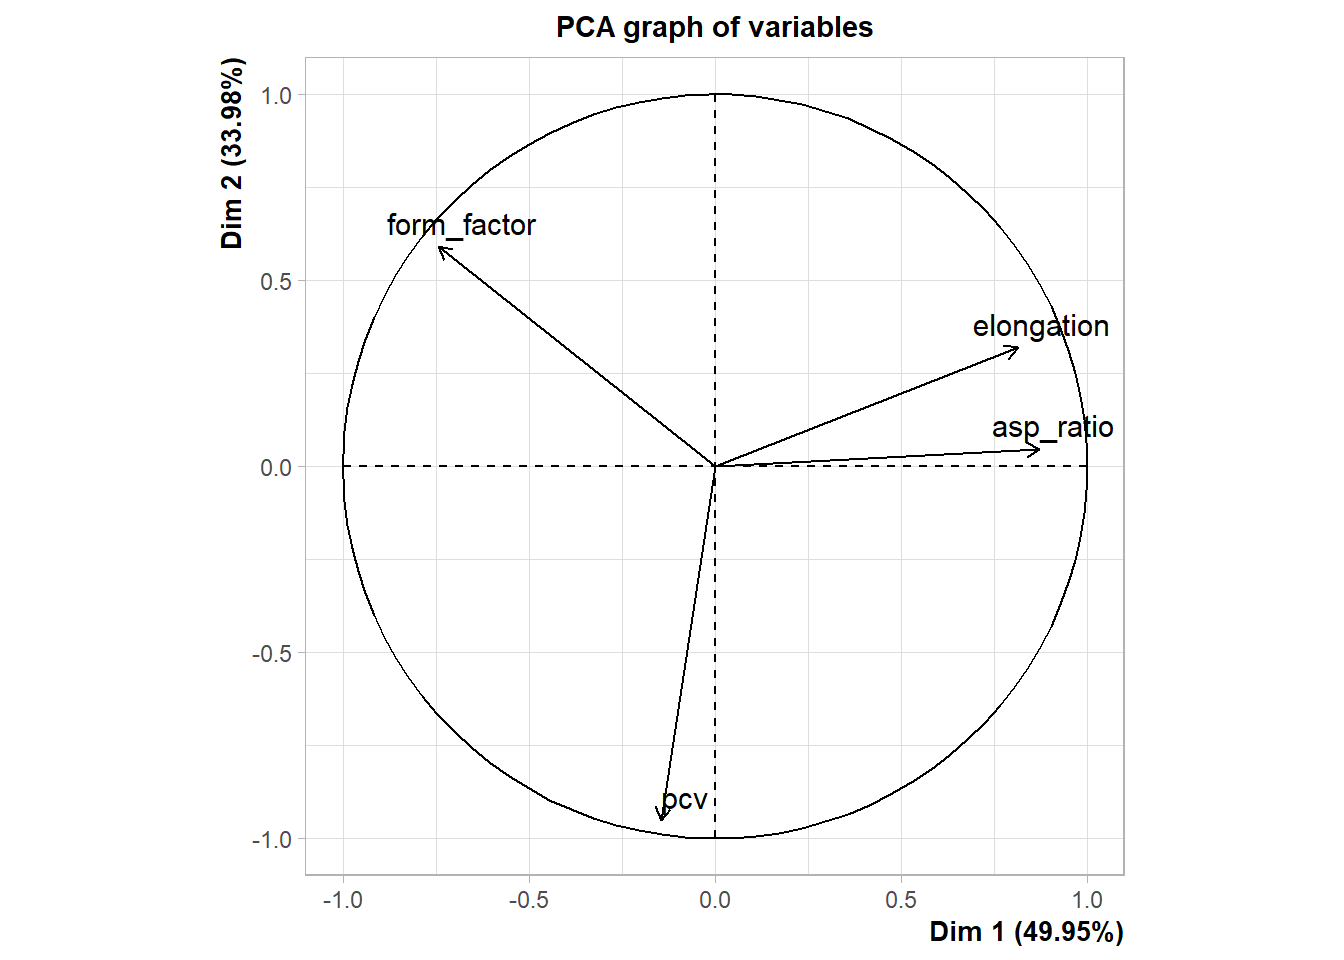 PCA graph of variables
Dim 2 (33.98%)
1.0
0.5
0.0
-0.5
-1.0
form_factor
elongation
asp_ratio
pcv
-1.0
-0.5
0.0
0.5
1.0
Dim 1 (49.95%)